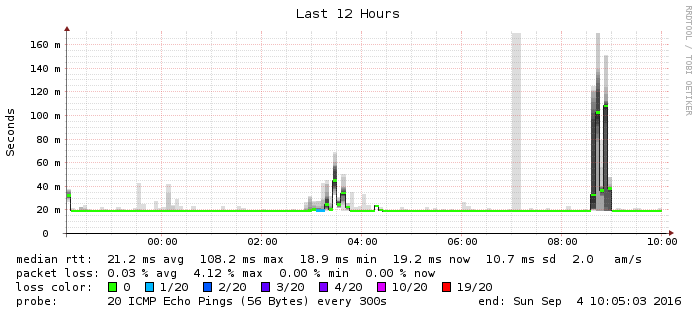 Last 12 Hours
RRDTOOL / TOBI OETIKER
Seconds
160 m
140 m
120 m
100 m
80 m
60 m
40 m
20 m
0
00:00 02:00 04:00 06:00 08:00 10:00
median rtt: 21.2 ms avg 108.2 ms max 18.9 ms min 19.2 ms now 10.7 ms sd 2.0 am/s
packet loss: 0.03 % avg 4.12 % max 0.00 % min 0.00 % now
loss color: 0 1/20 2/20 3/20 4/20 10/20 19/20
probe: 20 ICMP Echo Pings (56 Bytes) every 300s end: Sun Sep 4 10:05:03 2016